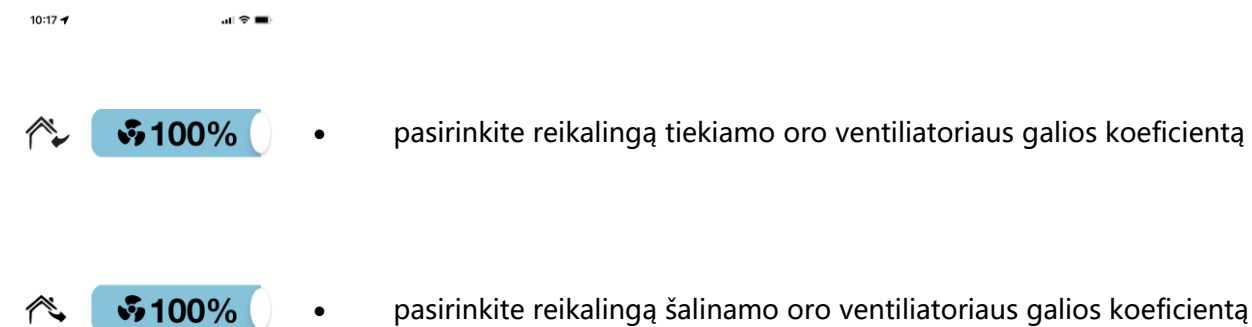 10:17
100%
• pasirinkite reikalingą tiekiamo oro ventiliatoriaus galios koeficientą
100%
• pasirinkite reikalingą šalinamo oro ventiliatoriaus galios koeficientą